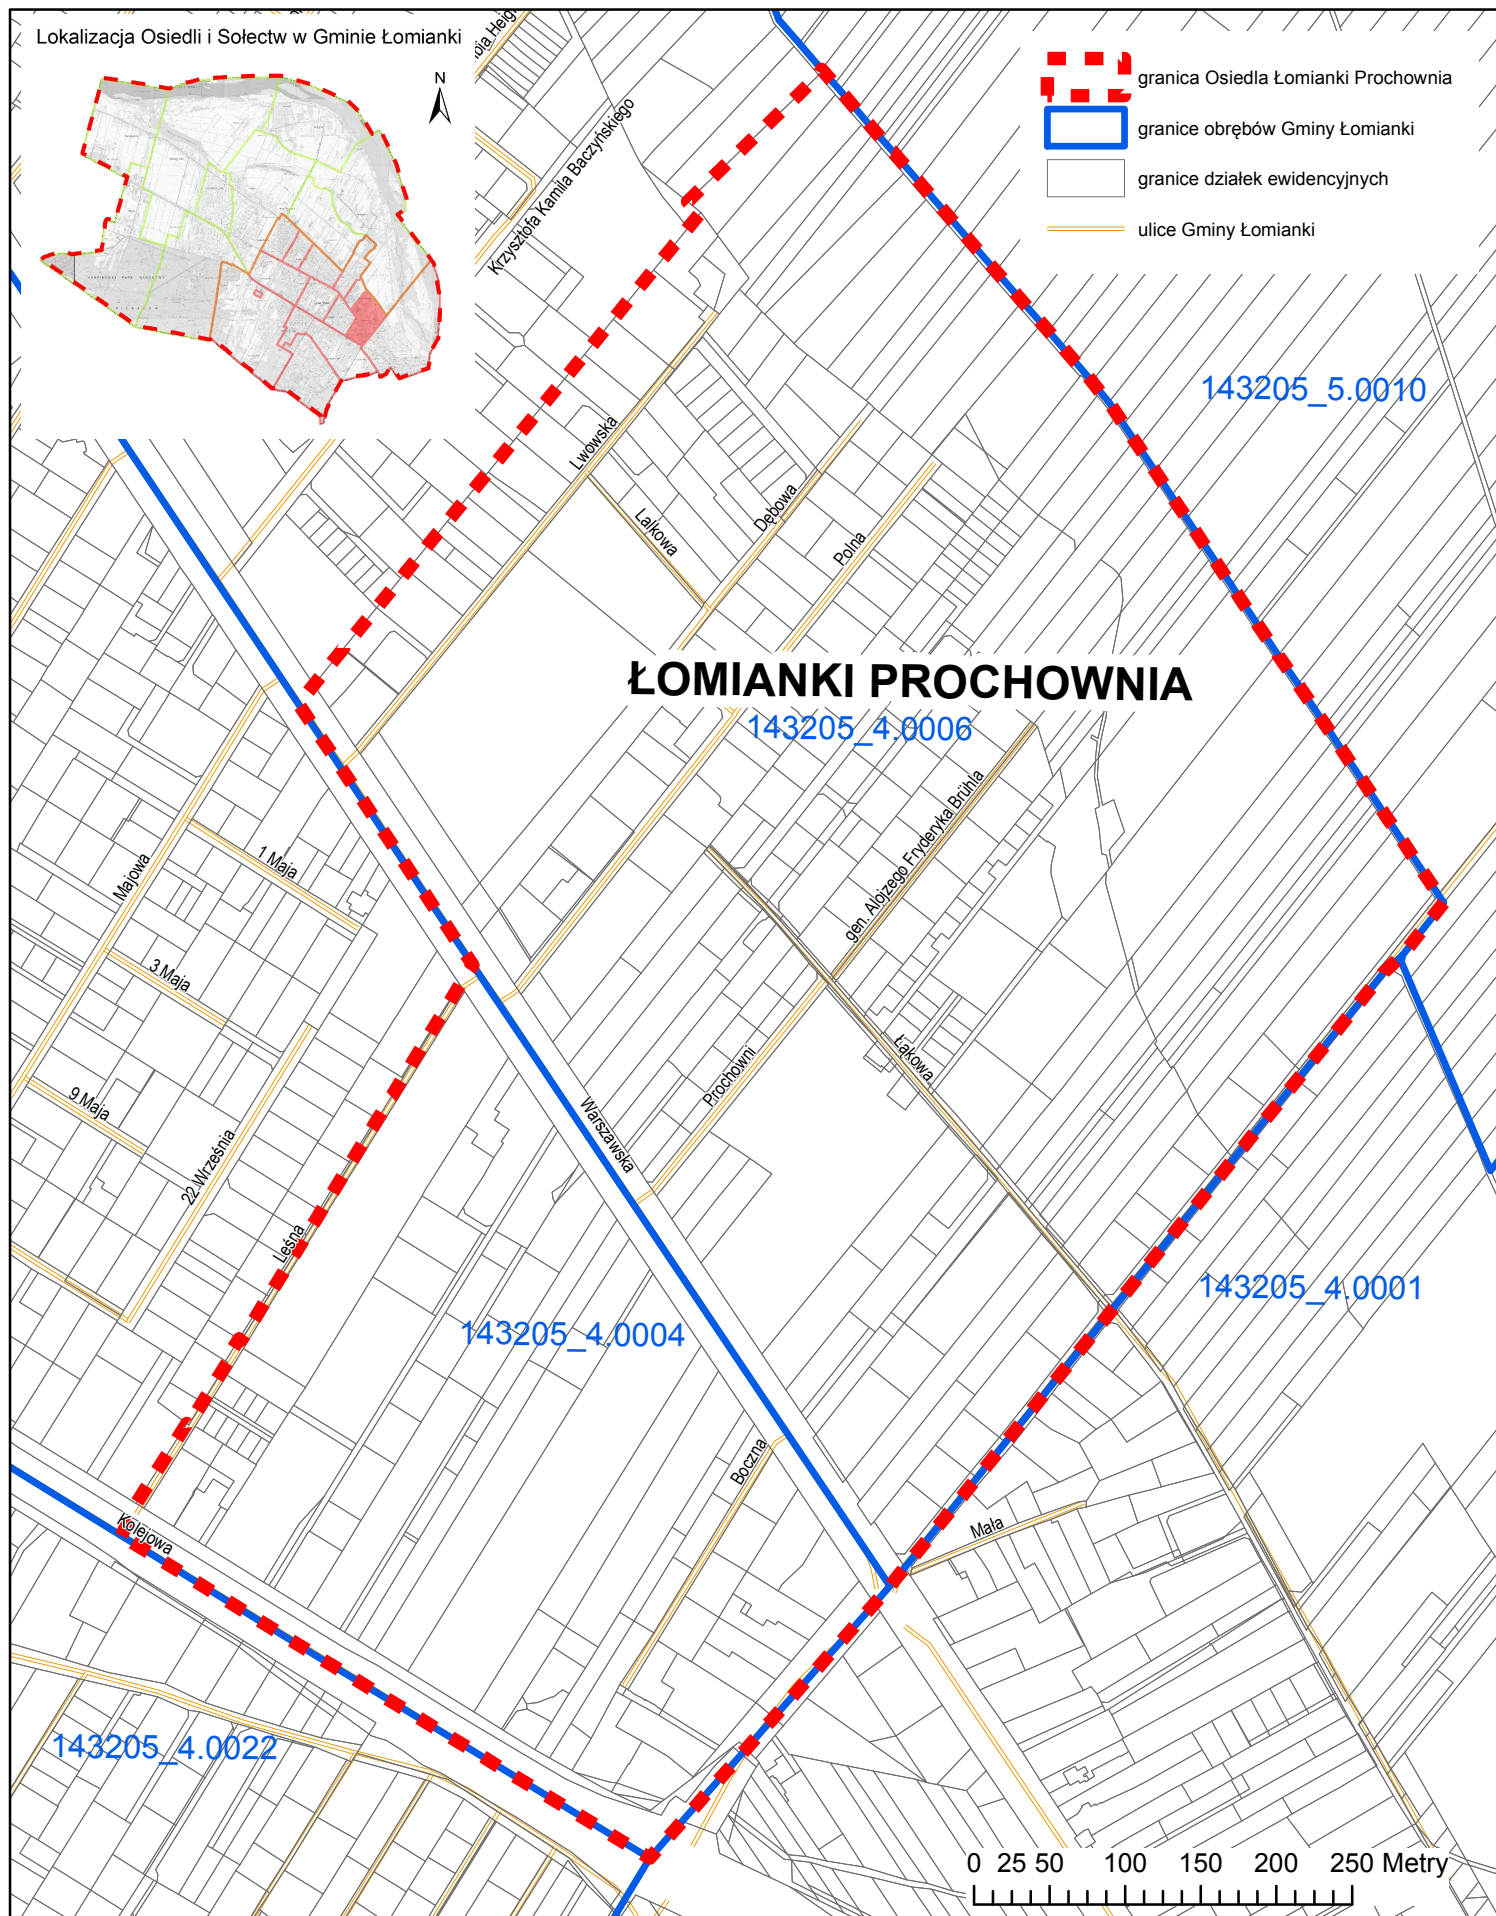 Lokalizacja Osiedli i Sołectw w Gminie Łomianki
N
granica Osiedla Łomianki Prochownia
granice obrębów Gminy Łomianki
granice działek ewidencyjnych
ulice Gminy Łomianki
Krzysztofa Kamila Baczyńskiego
143205_5.0010
Lwowska
Lalkowa
Dębowa
Polna
ŁOMIANKI PROCHOWNIA
143205_4.0006
gen. Alojzego Fryderyka Brühla
Majowa
1 Maja
3 Maja
9 Maja
22 Września
Leśna
Warszawska
Prochowni
Łąkowa
143205_4.0001
143205_4.0004
Boczna
Mała
Kolejowa
143205_4.0022
0 25 50 100 150 200 250 Metry